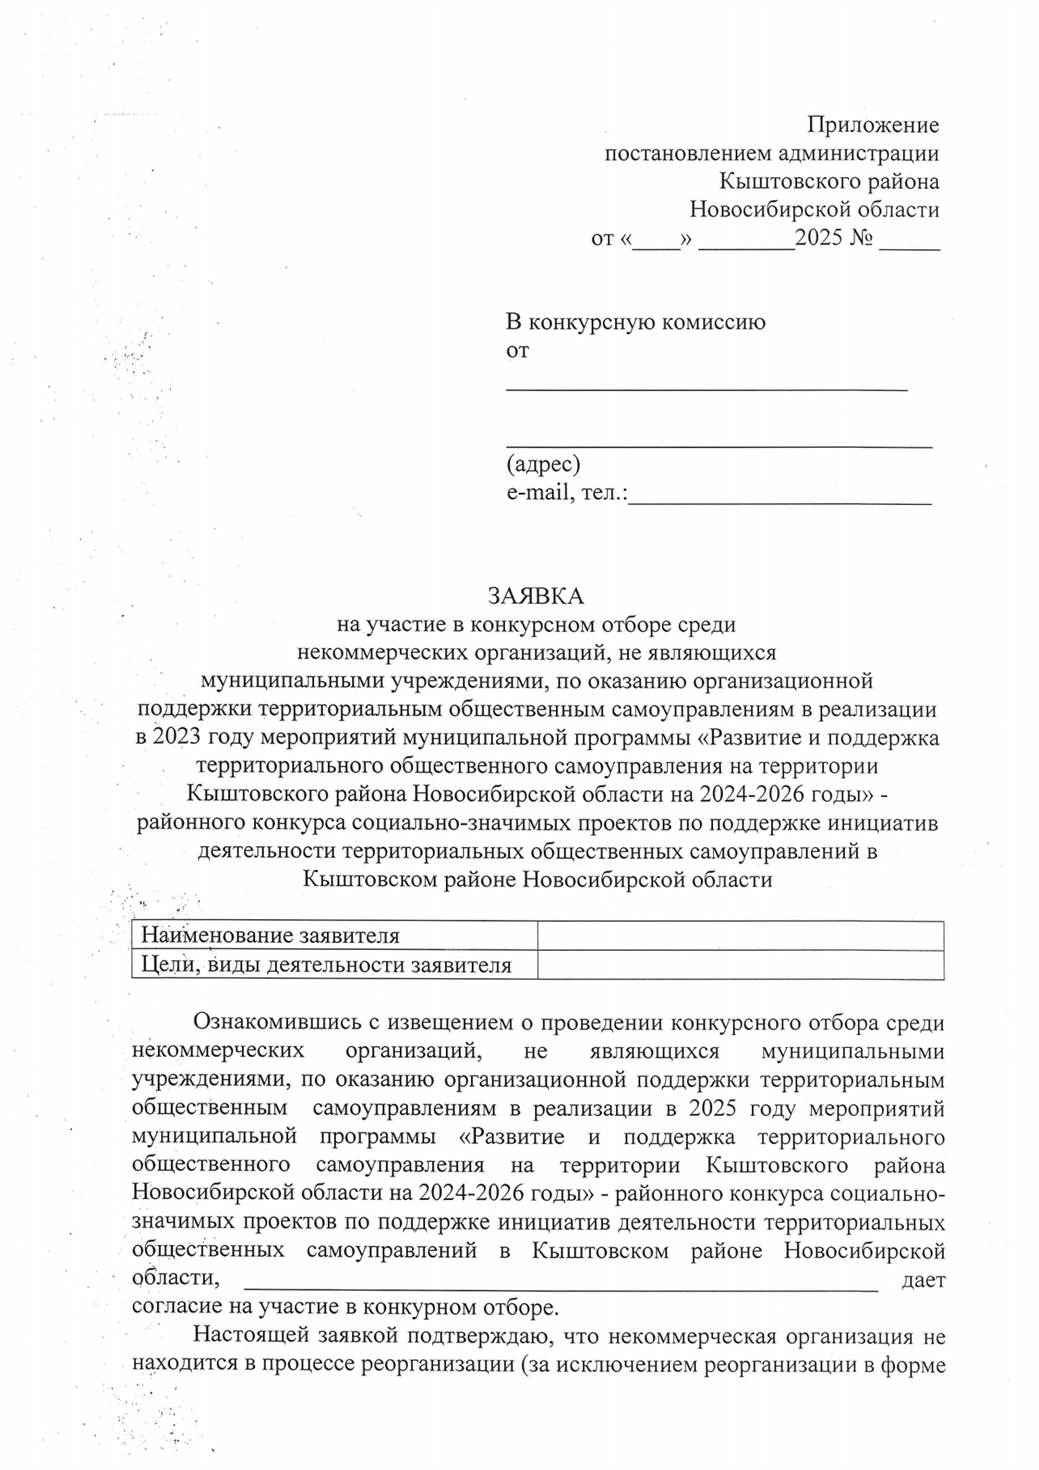 Приложение
постановлением администрации
Кыштовского района
Новосибирской области
от «____» ________2025 № _____
В конкурсную комиссию
от
_________________________________
___________________________________
(адрес)
e-mail, тел.:_________________________
ЗАЯВКА
на участие в конкурсном отборе среди
некоммерческих организаций, не являющихся
муниципальными учреждениями, по оказанию организационной
поддержки территориальным общественным самоуправлениям в реализации
в 2023 году мероприятий муниципальной программы «Развитие и поддержка
территориального общественного самоуправления на территории
Кыштовского района Новосибирской области на 2024-2026 годы» -
районного конкурса социально-значимых проектов по поддержке инициатив
деятельности территориальных общественных самоуправлений в
Кыштовском районе Новосибирской области
Наименование заявителя
Цели, виды деятельности заявителя
Ознакомившись с извещением о проведении конкурсного отбора среди
некоммерческих организаций, не являющихся муниципальными
учреждениями, по оказанию организационной поддержки территориальным
общественным самоуправлениям в реализации в 2025 году мероприятий
муниципальной программы «Развитие и поддержка территориального
общественного самоуправления на территории Кыштовского района
Новосибирской области на 2024-2026 годы» - районного конкурса социально-
значимых проектов по поддержке инициатив деятельности территориальных
общественных самоуправлений в Кыштовском районе Новосибирской
области, ____________________________________________________ дает
согласие на участие в конкурном отборе.
Настоящей заявкой подтверждаю, что некоммерческая организация не
находится в процессе реорганизации (за исключением реорганизации в форме